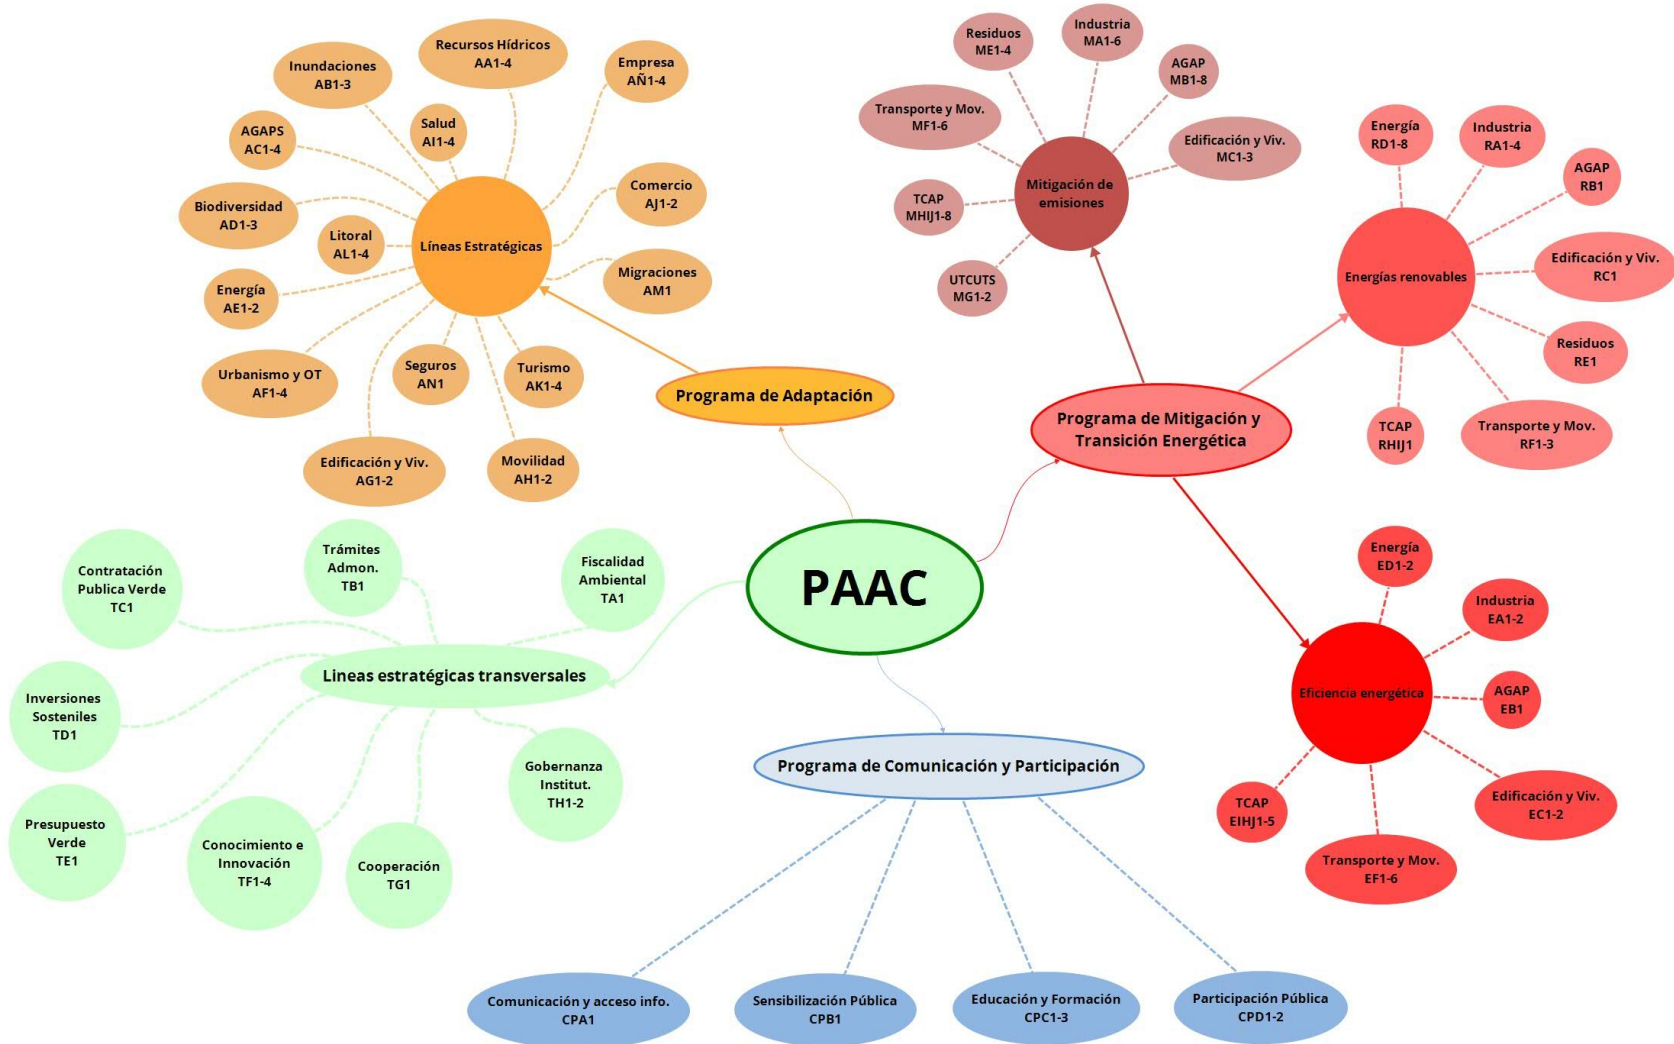 Recursos Hídricos
AA1-4
Inundaciones
AB1-3
Empresa
AÑ1-4
AGAPS
AC1-4
Salud
AI1-4
Biodiversidad
AD1-3
Comercio
AJ1-2
Litoral
AL1-4
Líneas Estratégicas
Migraciones
AM1
Energía
AE1-2
Urbanismo y OT
AF1-4
Seguros
AN1
Turismo
AK1-4
Edificación y Viv.
AG1-2
Movilidad
AH1-2
Programa de Adaptación
Residuos
ME1-4
Industria
MA1-6
AGAP
MB1-8
Transporte y Mov.
MF1-6
Edificación y Viv.
MC1-3
Mitigación de
emisiones
TCAP
MHIJ1-8
UTCUTS
MG1-2
Energía
RD1-8
Industria
RA1-4
AGAP
RB1
Edificación y Viv.
RC1
Energías renovables
Residuos
RE1
TCAP
RHIJ1
Transporte y Mov.
RF1-3
Programa de Mitigación y
Transición Energética
PAAC
Energía
ED1-2
Industria
EA1-2
AGAP
EB1
Eficiencia energética
Edificación y Viv.
EC1-2
TCAP
EIHJ1-5
Transporte y Mov.
EF1-6
Trámites
Admon.
TB1
Fiscalidad
Ambiental
TA1
Contratación
Publica Verde
TC1
Lineas estratégicas transversales
Inversiones
Sosteniles
TD1
Gobernanza
Institut.
TH1-2
Presupuesto
Verde
TE1
Conocimiento e
Innovación
TF1-4
Cooperación
TG1
Programa de Comunicación y Participación
Comunicación y acceso info.
CPA1
Sensibilización Pública
CPB1
Educación y Formación
CPC1-3
Participación Pública
CPD1-2